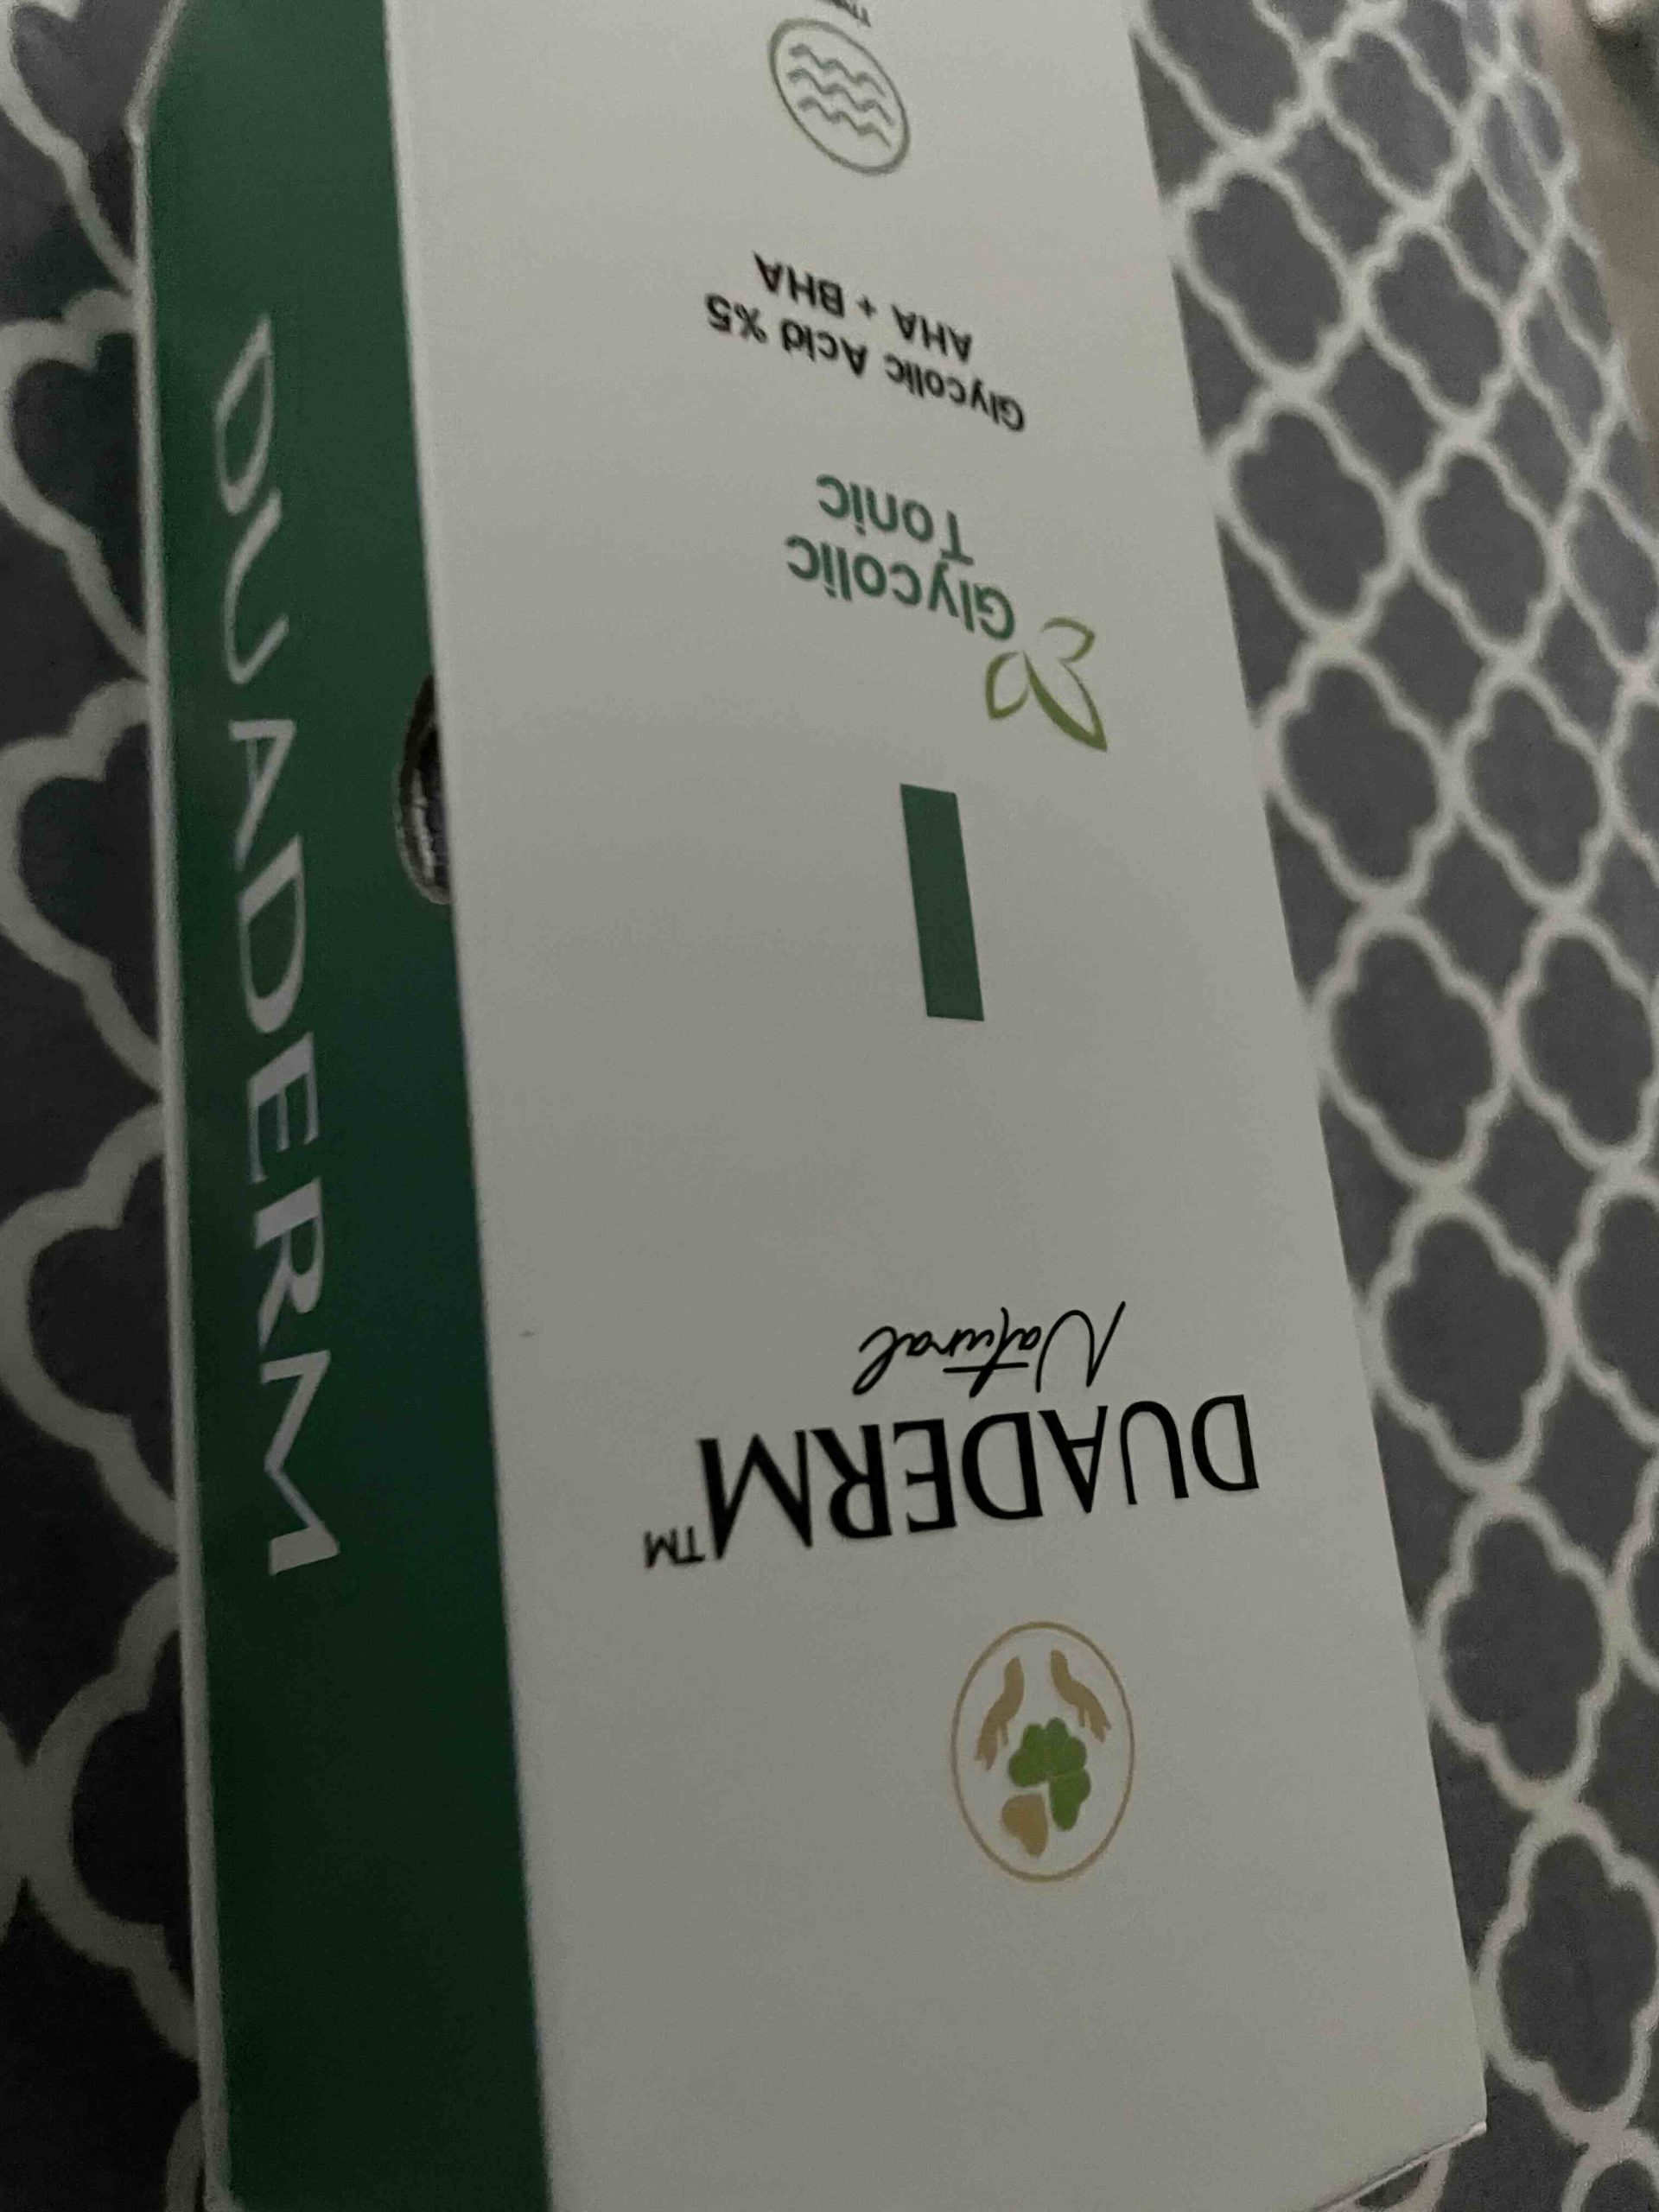 DUADERM™
Natural
Glycolic
Tonic
Glycolic Acid %5
AHA + BHA
DUADERM